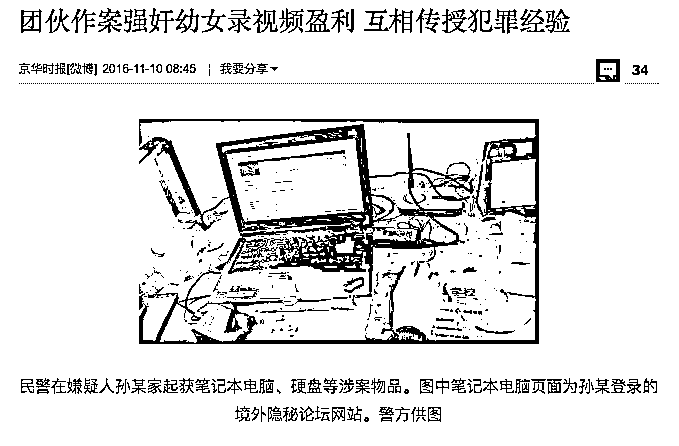 团伙作案强奸幼女录视频盈利 互相传授犯罪经验
京华时报[微博] 2016-11-10 08:45 | 我要分享
34
民警在嫌疑人孙某家起获笔记本电脑、硬盘等涉案物品。图中笔记本电脑页面为孙某登录的
境外隐秘论坛网站。警方供图